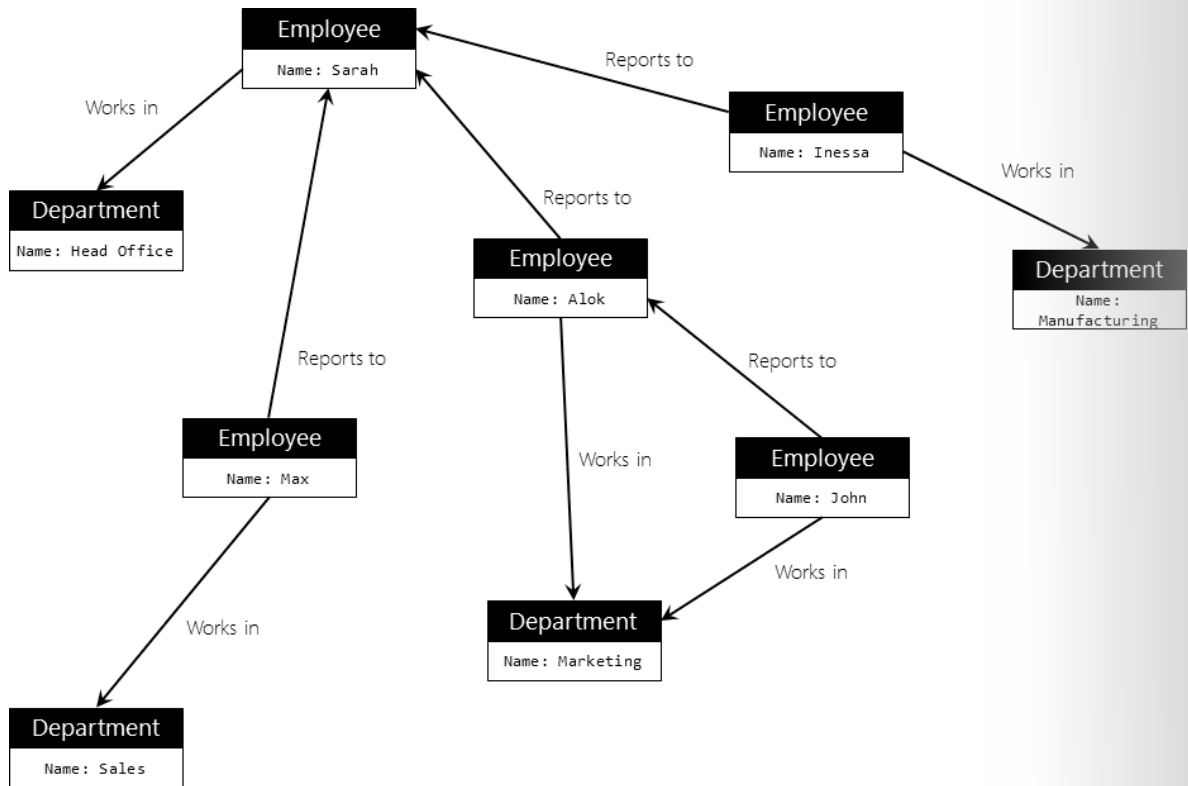 Employee
Name: Sarah
Reports to
Employee
Name: Inessa
Works in
Works in
Department
Name: Head Office
Reports to
Employee
Name: Alok
Department
Name:
Manufacturing
Reports to
Reports to
Employee
Name: Max
Works in
Employee
Name: John
Works in
Works in
Department
Name: Marketing
Department
Name: Sales